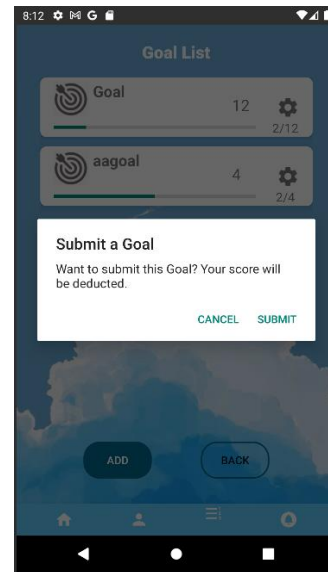 8:12 G
Goal List
Goal
12
2/12
aagoal
4
2/4
Submit a Goal
Want to submit this Goal? Your score will
be deducted.
CANCEL SUBMIT
ADD BACK